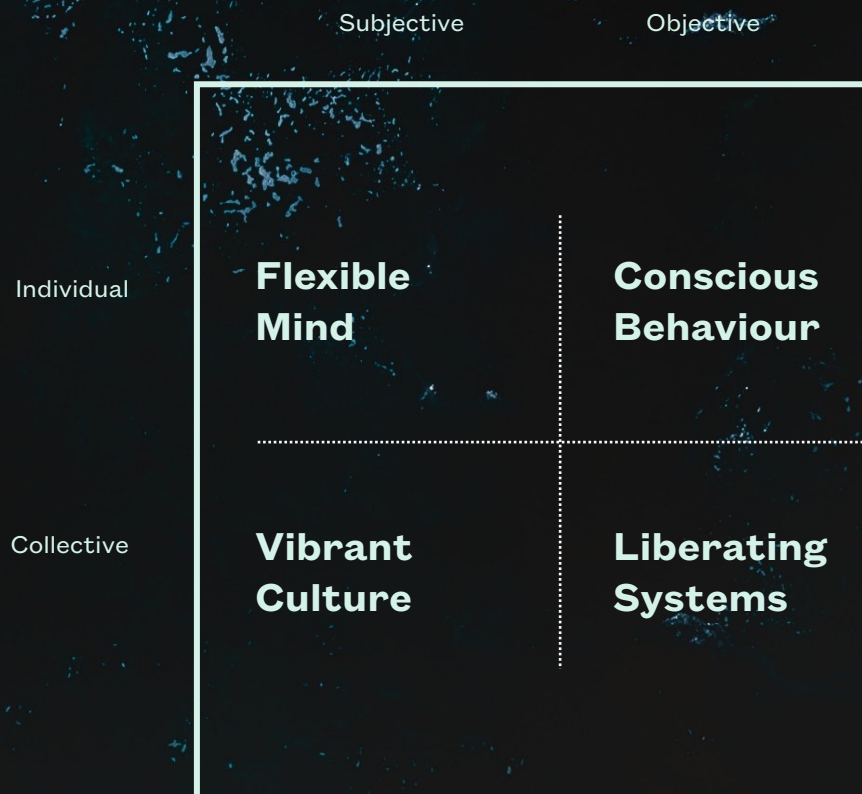 Subjective
Objective
Individual
Flexible
Mind
Conscious
Behaviour
Collective
Vibrant
Culture
Liberating
Systems